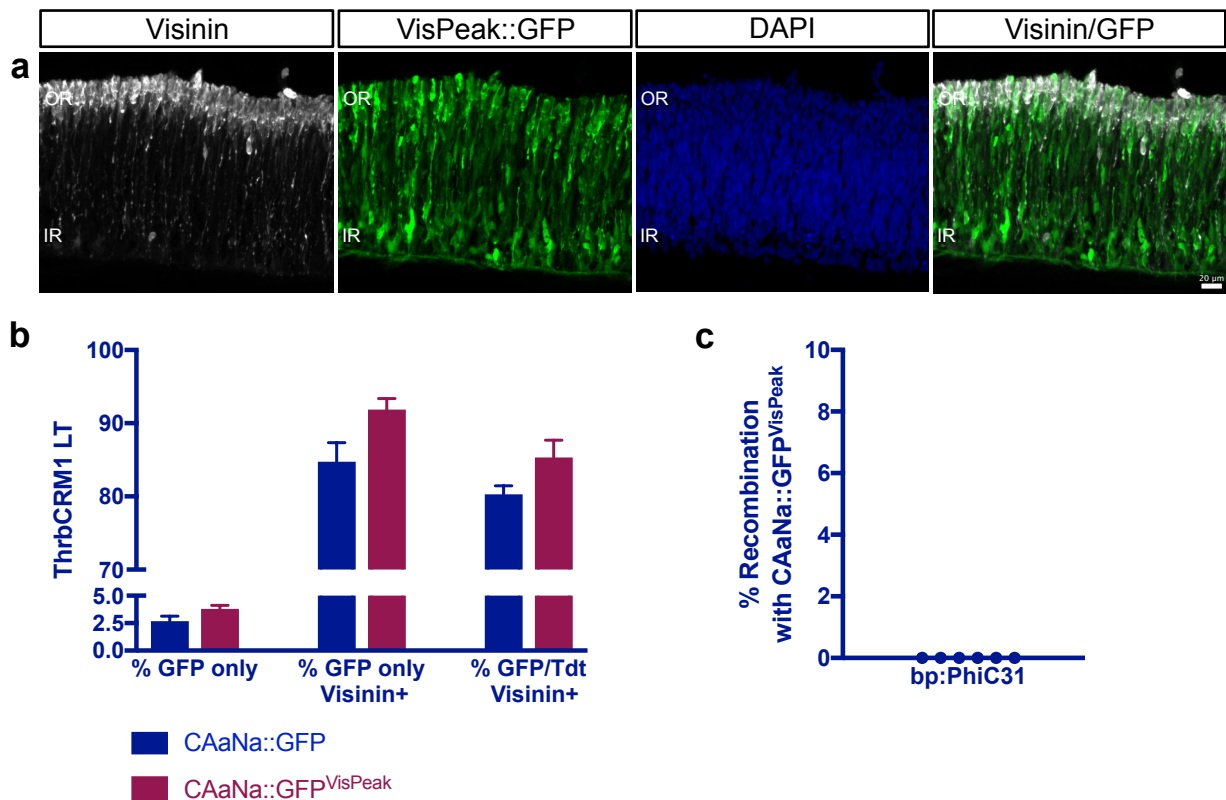 Visinin
VisPeak::GFP
DAPI
Visinin/GFP
a
OR
OR
OR
OR
IR
IR
IR
IR
20 µm
b
ThrbCRM1 LT
100
90
80
70
5.0
2.5
0.0
% GFP only
% GFP only
Visinin+
% GFP/Tdt
Visinin+
CAaNa::GFP
CAaNa::GFPVisPeak
c
% Recombination
with CAaNa::GFPVisPeak
10
8
6
4
2
0
bp:PhiC31